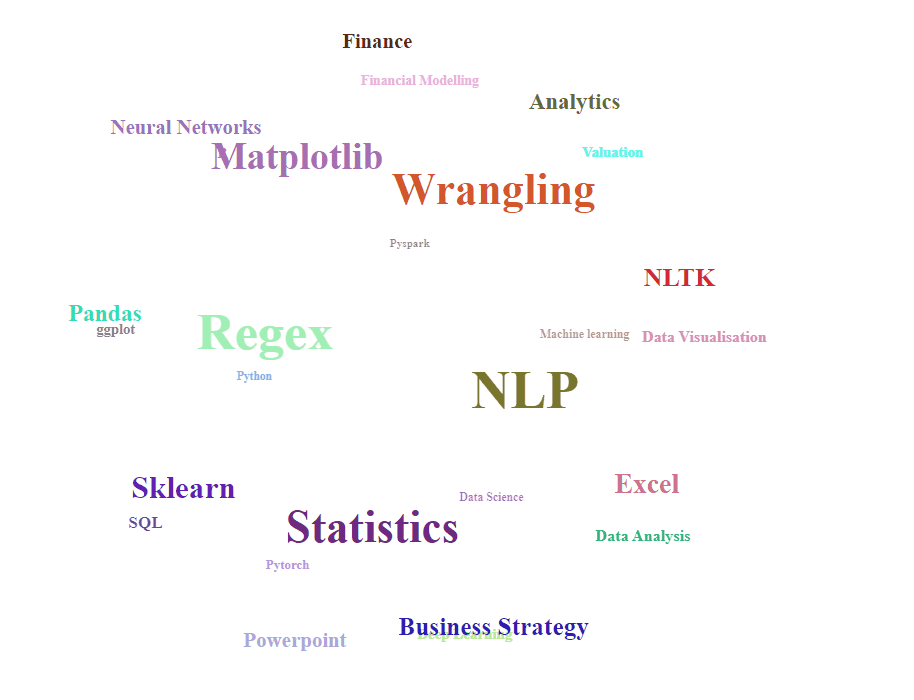 Finance
Financial Modelling
Analytics
Neural Networks
Valuation
Matplotlib
Wrangling
Pyspark
NLTK
Pandas
ggplot
Regex
Machine learning
Data Visualisation
Python
NLP
Excel
Sklearn
Data Science
SQL
Statistics
Data Analysis
Pytorch
Business Strategy
Deep Learning
Powerpoint